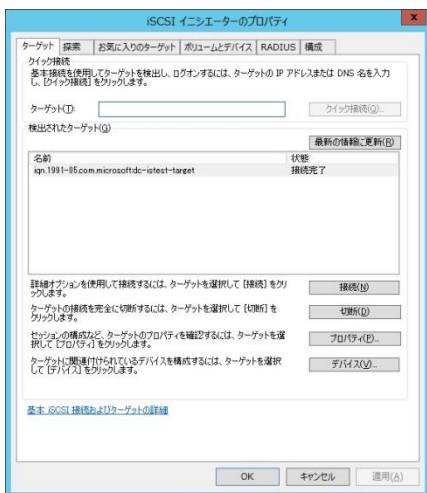 iSCSI イニシエーターのプロパティ
x
ターゲット 探索 お気に入りのターゲット ボリュームとデバイス RADIUS 構成
クイック接続
基本接続を使用してターゲットを検出し、ログオンするには、ターゲットの IP アドレスまたは DNS 名を入力
し、[クイック接続] をクリックします。
ターゲット(T): クイック接続(Q)...
検出されたターゲット(G)
最新の情報に更新(R)
名前 状態
iqn.1991-05.com.microsoft:dc-istest-target 接続完了
詳細オプションを使用して接続するには、ターゲットを選択して [接続] をクリ
ックします。
接続(N)
ターゲットの接続を完全に切断するには、ターゲットを選択して [切断] を
クリックします。
切断(D)
セッションの構成など、ターゲットのプロパティを確認するには、ターゲットを選
択して [プロパティ] をクリックします。
プロパティ(P)...
ターゲットに関連付けられているデバイスを構成するには、ターゲットを選択
して [デバイス] をクリックします。
デバイス(V)...
基本 iSCSI 接続およびターゲットの詳細
OK キャンセル 適用(A)